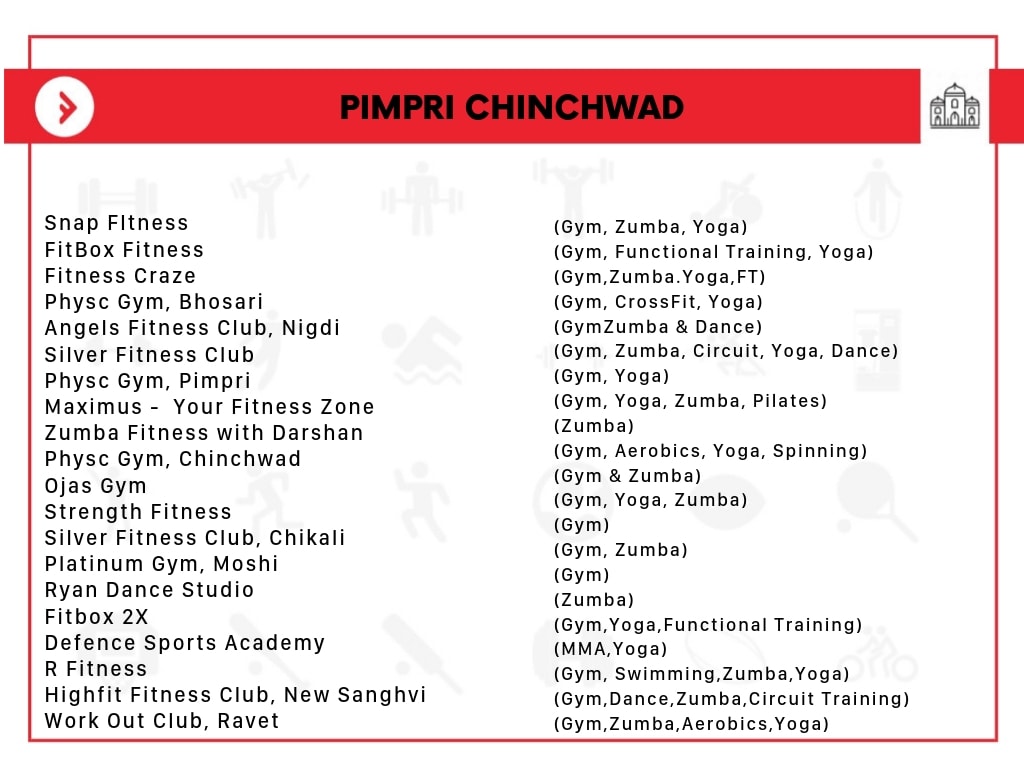 PIMPRI CHINCHWAD
Snap FItness
FitBox Fitness
Fitness Craze
Physc Gym, Bhosari
Angels Fitness Club, Nigdi
Silver Fitness Club
Physc Gym, Pimpri
Maximus -  Your Fitness Zone
Zumba Fitness with Darshan
Physc Gym, Chinchwad
Ojas Gym
Strength Fitness
Silver Fitness Club, Chikali
Platinum Gym, Moshi
Ryan Dance Studio
Fitbox 2X
Defence Sports Academy
R Fitness
Highfit Fitness Club, New Sanghvi
Work Out Club, Ravet
(Gym, Zumba, Yoga)
(Gym, Functional Training, Yoga)
(Gym,Zumba.Yoga,FT)
(Gym, CrossFit, Yoga)
(GymZumba & Dance)
(Gym, Zumba, Circuit, Yoga, Dance)
(Gym, Yoga)
(Gym, Yoga, Zumba, Pilates)
(Zumba)
(Gym, Aerobics, Yoga, Spinning)
(Gym & Zumba)
(Gym, Yoga, Zumba)
(Gym)
(Gym, Zumba)
(Gym)
(Zumba)
(Gym,Yoga,Functional Training)
(MMA,Yoga)
(Gym, Swimming,Zumba,Yoga)
(Gym,Dance,Zumba,Circuit Training)
(Gym,Zumba,Aerobics,Yoga)